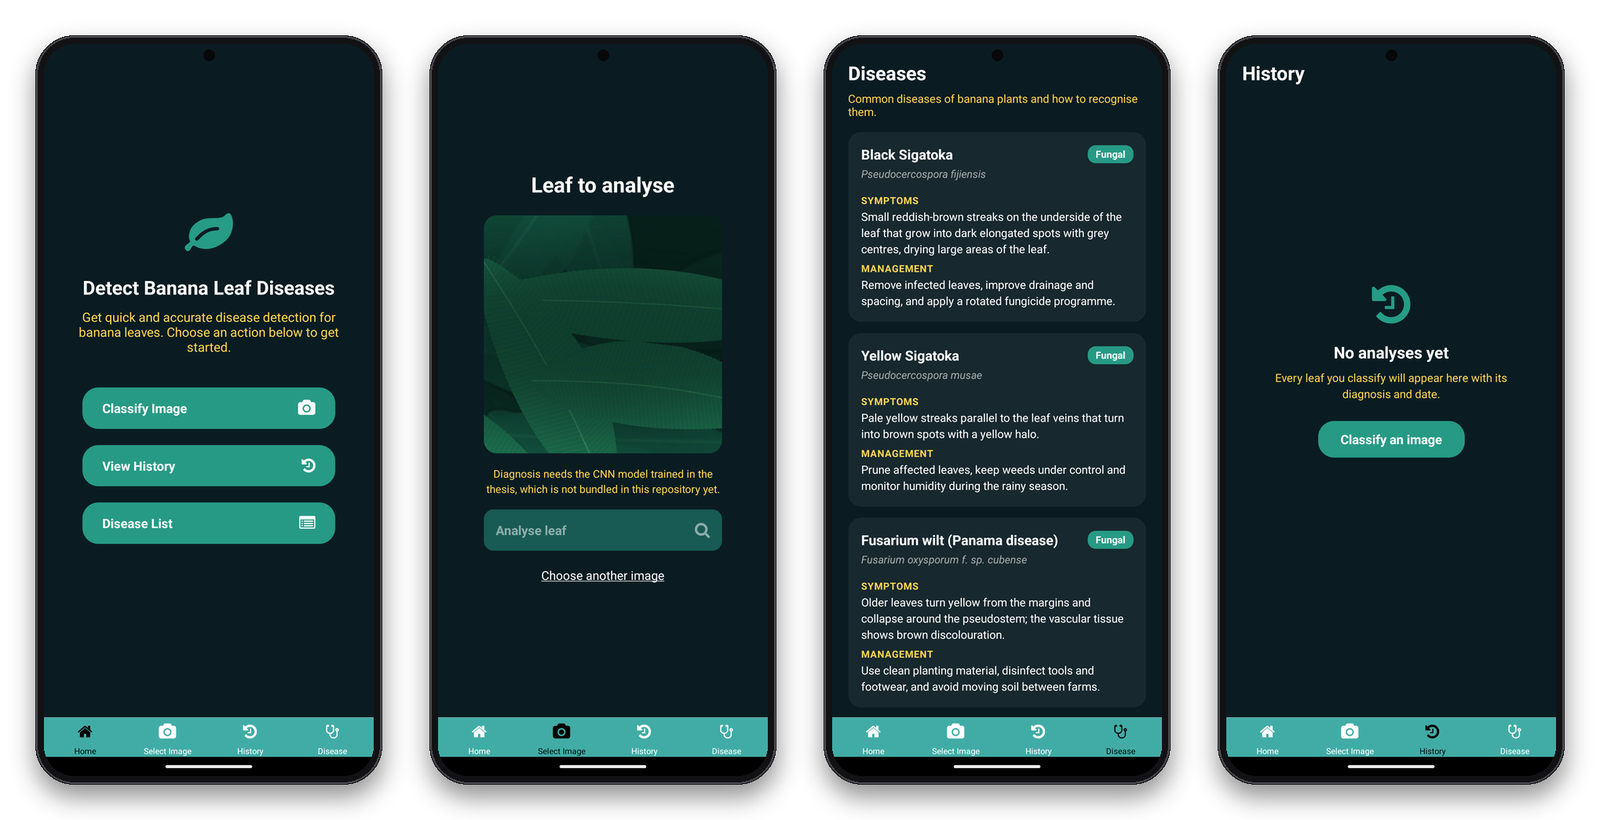 Detect Banana Leaf Diseases
Get quick and accurate disease detection for
banana leaves. Choose an action below to get
started.
Classify Image
View History
Disease List
Home
Select Image
History
Disease
Leaf to analyse
Diagnosis needs the CNN model trained in the
thesis, which is not bundled in this repository yet.
Analyse leaf
Choose another image
Home
Select Image
History
Disease
Diseases
Common diseases of banana plants and how to recognise
them.
Black Sigatoka
Fungal
Pseudocercospora fijiensis
SYMPTOMS
Small reddish-brown streaks on the underside of the
leaf that grow into dark elongated spots with grey
centres, drying large areas of the leaf.
MANAGEMENT
Remove infected leaves, improve drainage and
spacing, and apply a rotated fungicide programme.
Yellow Sigatoka
Fungal
Pseudocercospora musae
SYMPTOMS
Pale yellow streaks parallel to the leaf veins that turn
into brown spots with a yellow halo.
MANAGEMENT
Prune affected leaves, keep weeds under control and
monitor humidity during the rainy season.
Fusarium wilt (Panama disease)
Fungal
Fusarium oxysporum f. sp. cubense
SYMPTOMS
Older leaves turn yellow from the margins and
collapse around the pseudostem; the vascular tissue
shows brown discolouration.
MANAGEMENT
Use clean planting material, disinfect tools and
footwear, and avoid moving soil between farms.
Home
Select Image
History
Disease
History
No analyses yet
Every leaf you classify will appear here with its
diagnosis and date.
Classify an image
Home
Select Image
History
Disease